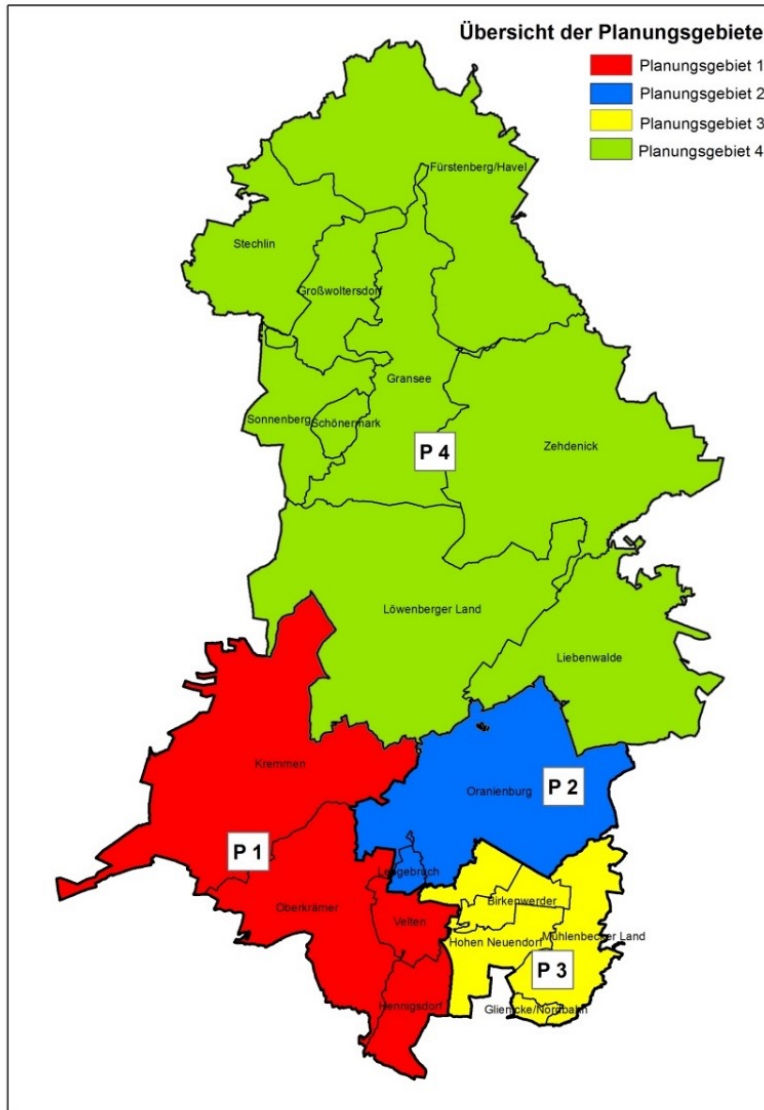 Übersicht der Planungsgebiete
Planungsgebiet 1
Planungsgebiet 2
Planungsgebiet 3
Planungsgebiet 4
Fürstenberg/Havel
Stechlin
Großwoltersdorf
Gransee
Sonnenberg
Schönermark
P 4
Zehdenick
Löwenberger Land
Liebenwalde
Kremmen
Oranienburg
P 2
P 1
Leegebruch
Birkenwerder
Oberkrämer
Velten
Hohen Neuendorf
Mühlenbecker Land
P 3
Hennigsdorf
Glienicke/Nordbahn